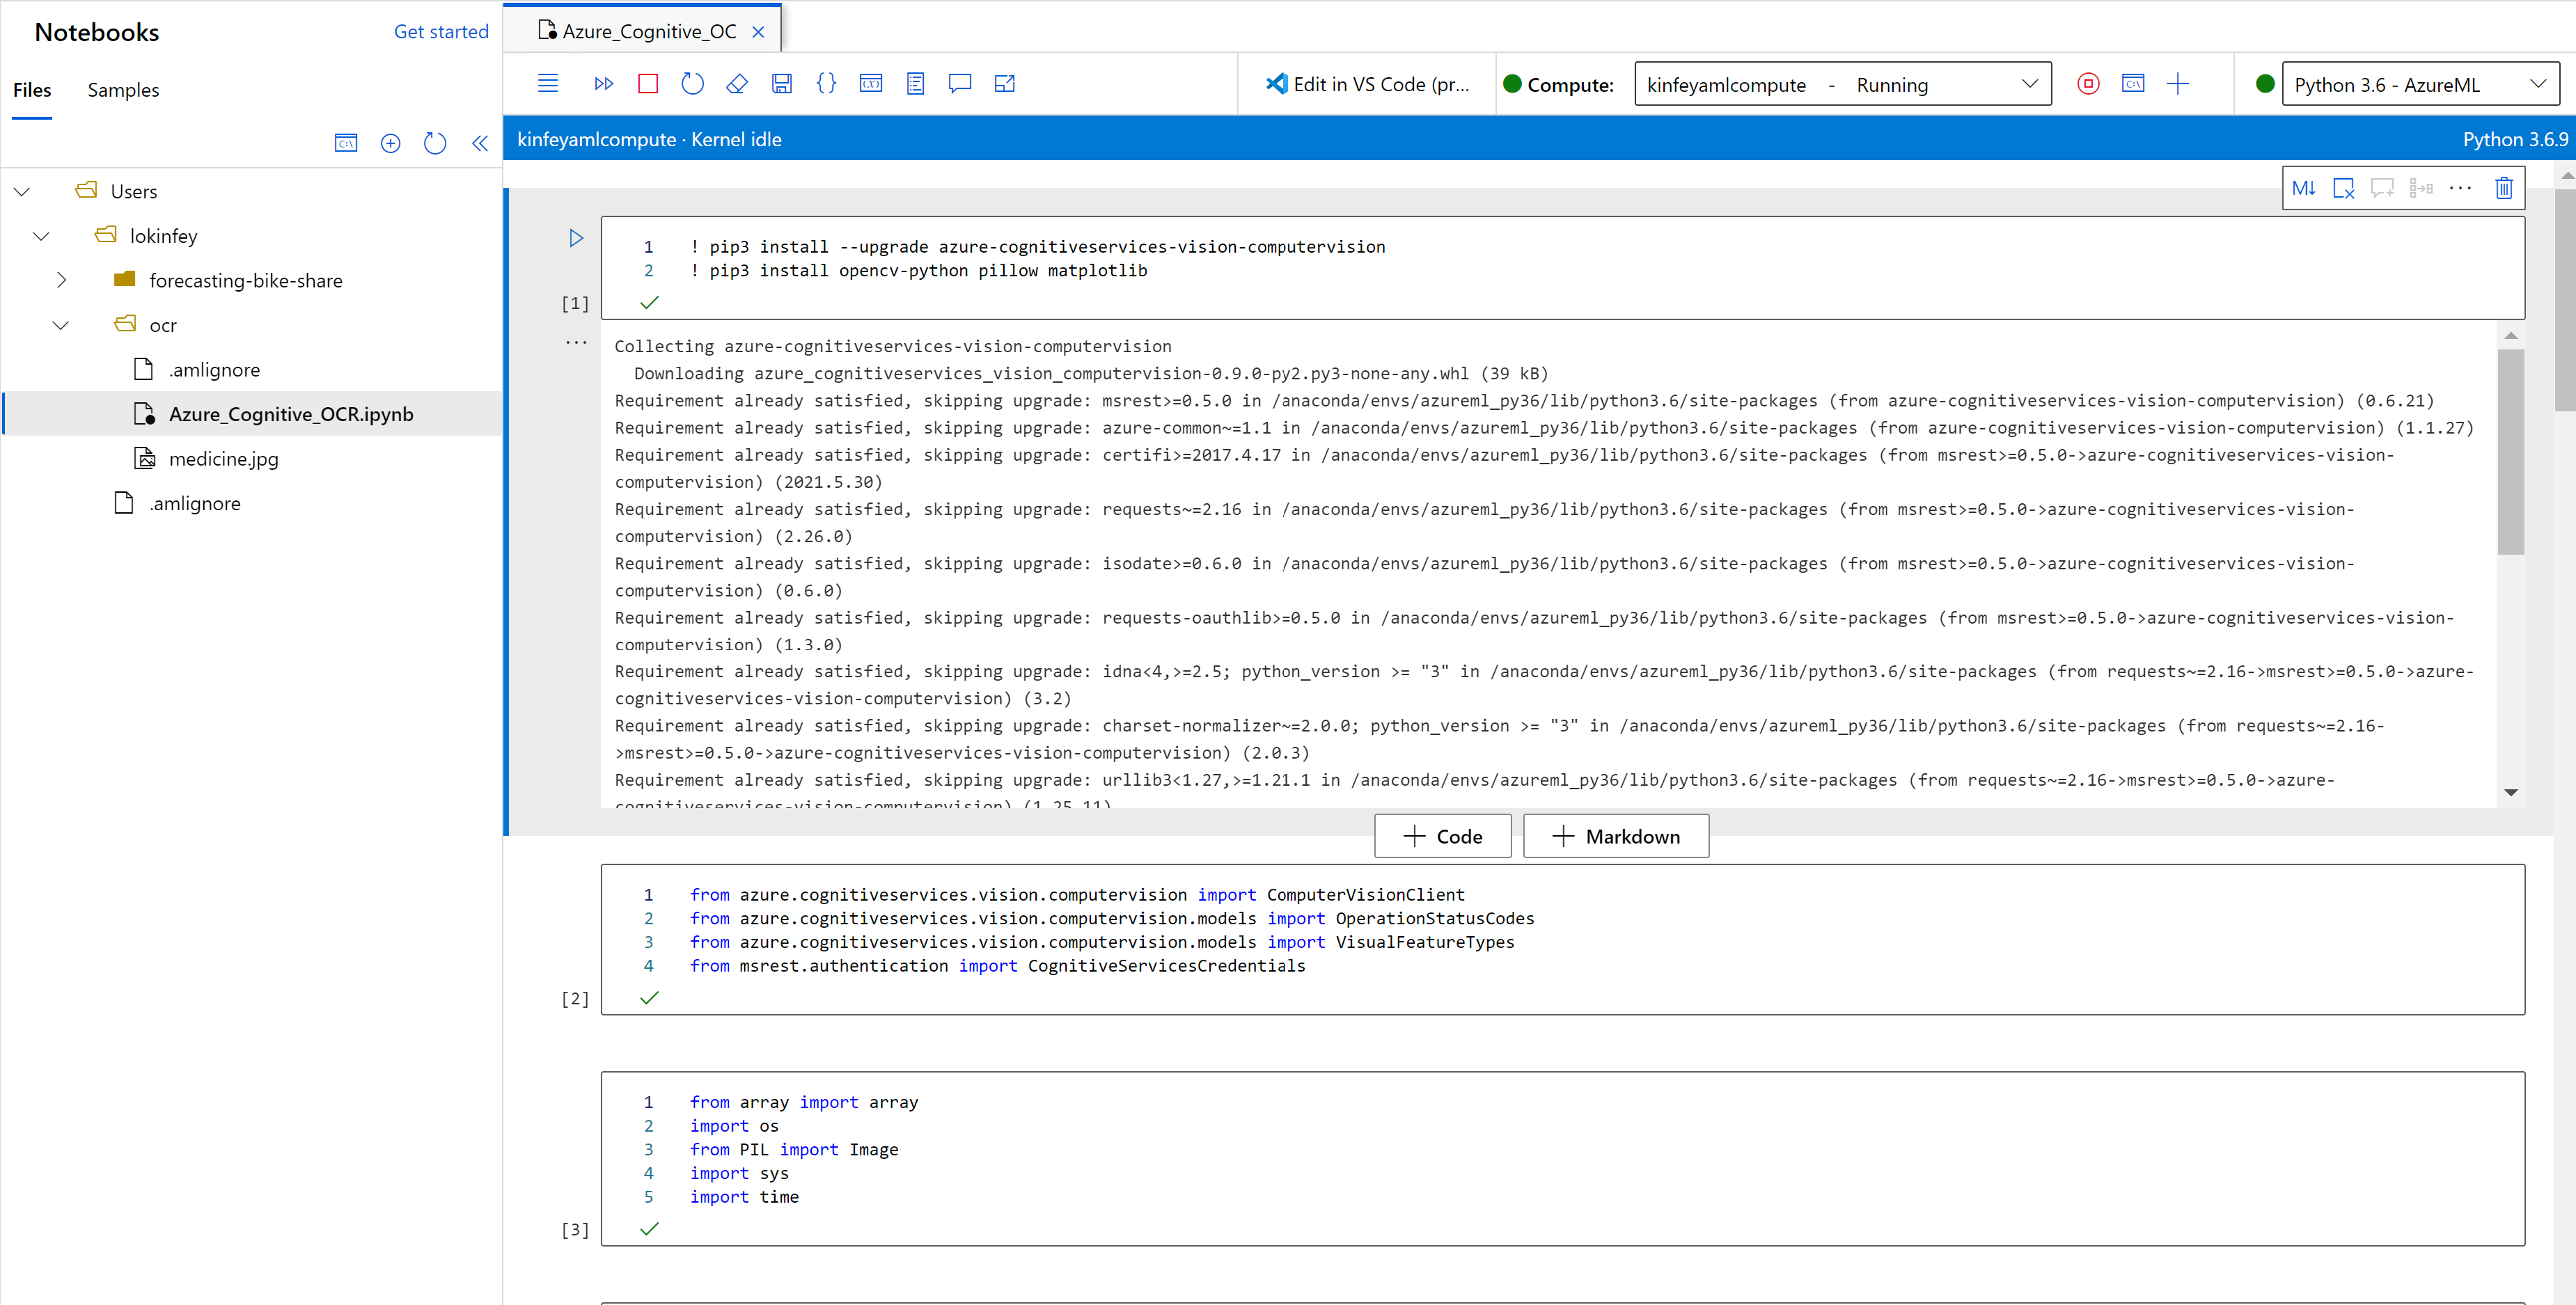 Notebooks
Get started
Files
Samples
Users
lokinfey
forecasting-bike-share
ocr
.amlignore
Azure_Cognitive_OCR.ipynb
medicine.jpg
.amlignore
Azure_Cognitive_OC
Edit in VS Code (pr...
Compute:
kinfeyamlcompute - Running
Python 3.6 - AzureML
kinfeyamlcompute · Kernel idle
Python 3.6.9
M↓
1 ! pip3 install --upgrade azure-cognitiveservices-vision-computervision
2 ! pip3 install opencv-python pillow matplotlib
[1]
Collecting azure-cognitiveservices-vision-computervision
Downloading azure_cognitiveservices_vision_computervision-0.9.0-py2.py3-none-any.whl (39 kB)
Requirement already satisfied, skipping upgrade: msrest>=0.5.0 in /anaconda/envs/azureml_py36/lib/python3.6/site-packages (from azure-cognitiveservices-vision-computervision) (0.6.21)
Requirement already satisfied, skipping upgrade: azure-common~=1.1 in /anaconda/envs/azureml_py36/lib/python3.6/site-packages (from azure-cognitiveservices-vision-computervision) (1.1.27)
Requirement already satisfied, skipping upgrade: certifi>=2017.4.17 in /anaconda/envs/azureml_py36/lib/python3.6/site-packages (from msrest>=0.5.0->azure-cognitiveservices-vision-
computervision) (2021.5.30)
Requirement already satisfied, skipping upgrade: requests~=2.16 in /anaconda/envs/azureml_py36/lib/python3.6/site-packages (from msrest>=0.5.0->azure-cognitiveservices-vision-
computervision) (2.26.0)
Requirement already satisfied, skipping upgrade: isodate>=0.6.0 in /anaconda/envs/azureml_py36/lib/python3.6/site-packages (from msrest>=0.5.0->azure-cognitiveservices-vision-
computervision) (0.6.0)
Requirement already satisfied, skipping upgrade: requests-oauthlib>=0.5.0 in /anaconda/envs/azureml_py36/lib/python3.6/site-packages (from msrest>=0.5.0->azure-cognitiveservices-vision-
computervision) (1.3.0)
Requirement already satisfied, skipping upgrade: idna<4,>=2.5; python_version >= "3" in /anaconda/envs/azureml_py36/lib/python3.6/site-packages (from requests~=2.16->msrest>=0.5.0->azure-
cognitiveservices-vision-computervision) (3.2)
Requirement already satisfied, skipping upgrade: charset-normalizer~=2.0.0; python_version >= "3" in /anaconda/envs/azureml_py36/lib/python3.6/site-packages (from requests~=2.16-
>msrest>=0.5.0->azure-cognitiveservices-vision-computervision) (2.0.3)
Requirement already satisfied, skipping upgrade: urllib3<1.27,>=1.21.1 in /anaconda/envs/azureml_py36/lib/python3.6/site-packages (from requests~=2.16->msrest>=0.5.0->azure-
cognitiveservices-vision-computervision) (1.25.11)
+ Code
+ Markdown
1 from azure.cognitiveservices.vision.computervision import ComputerVisionClient
2 from azure.cognitiveservices.vision.computervision.models import OperationStatusCodes
3 from azure.cognitiveservices.vision.computervision.models import VisualFeatureTypes
4 from msrest.authentication import CognitiveServicesCredentials
[2]
1 from array import array
2 import os
3 from PIL import Image
4 import sys
5 import time
[3]